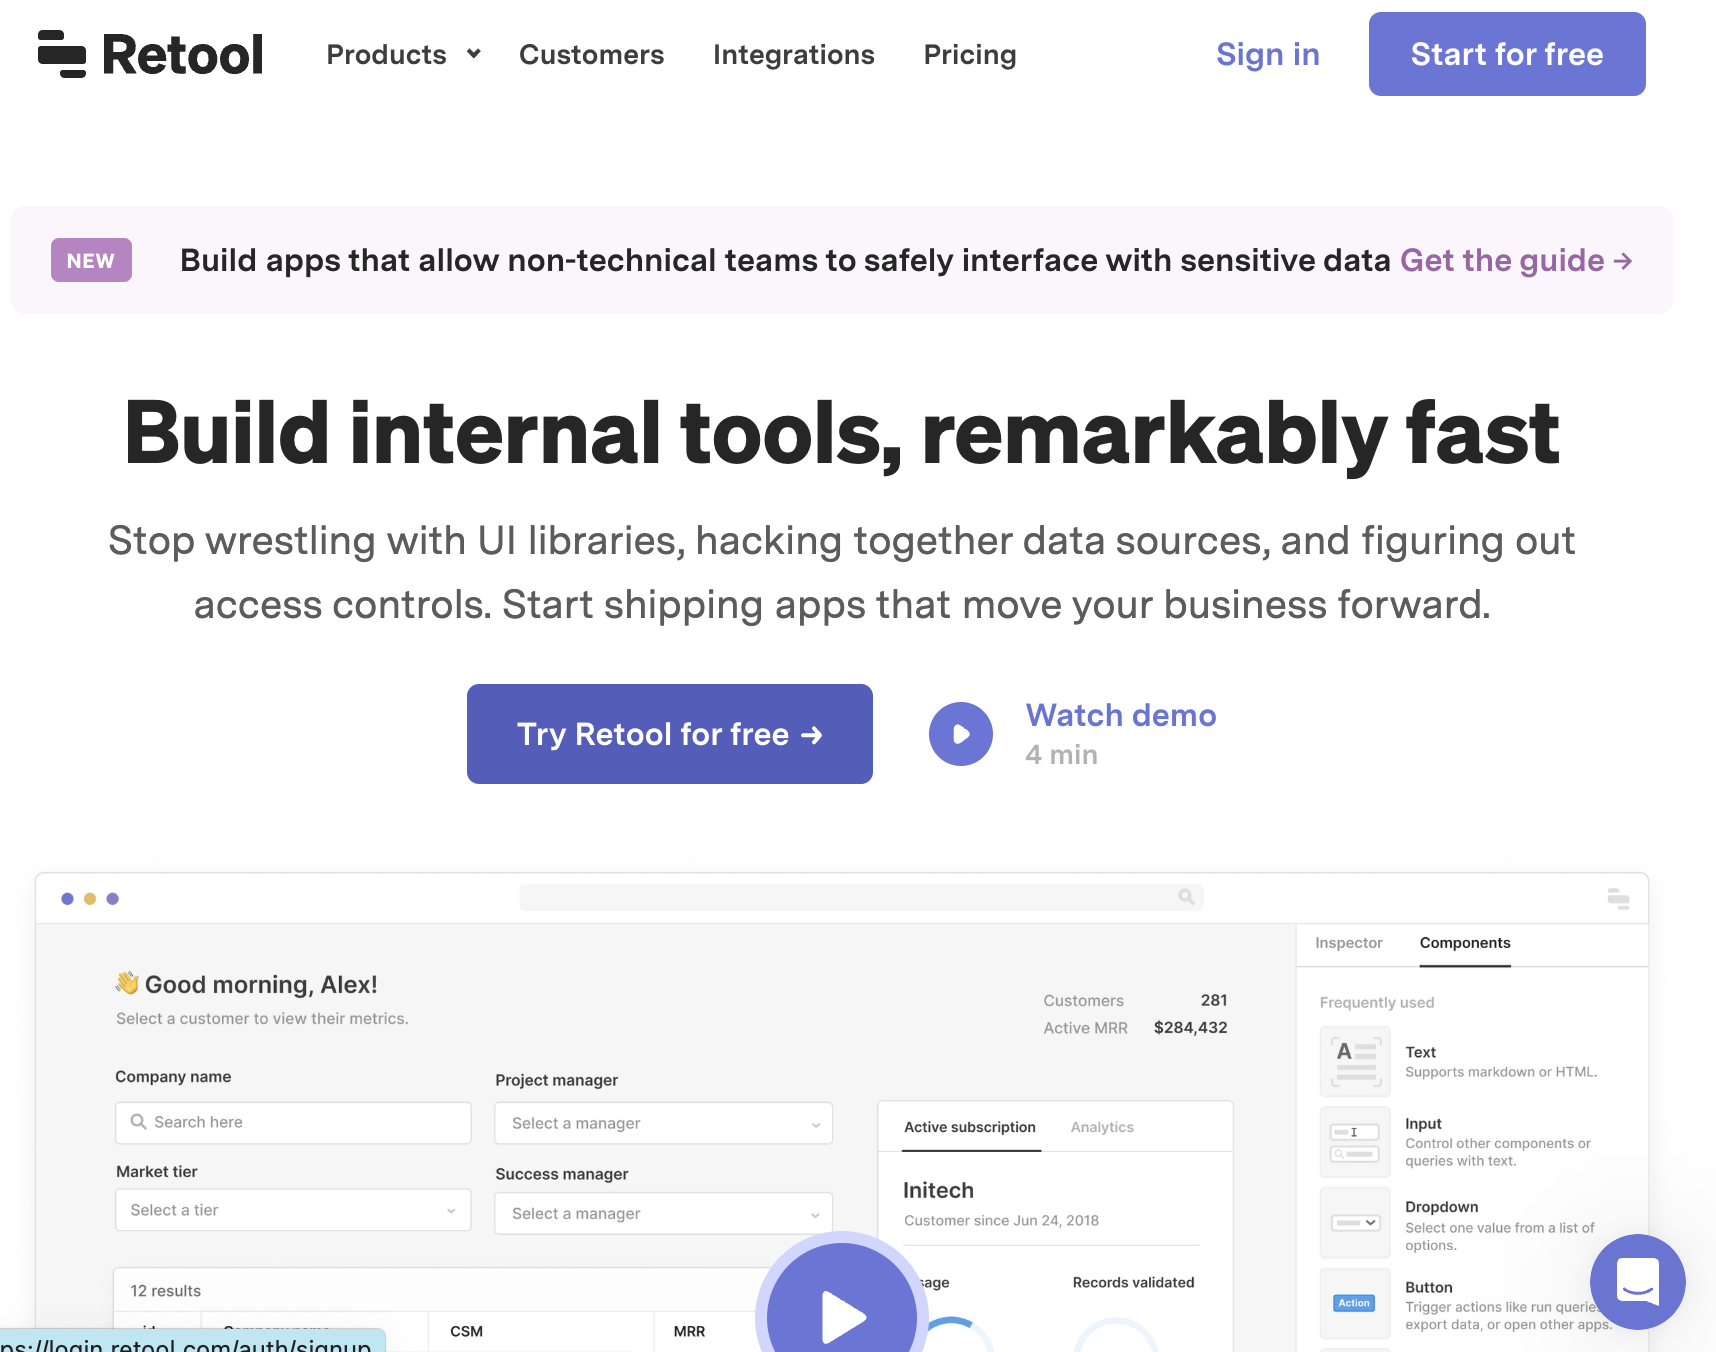 Retool
Products
Customers
Integrations
Pricing
Sign in
Start for free
NEW
Build apps that allow non-technical teams to safely interface with sensitive data Get the guide →
Build internal tools, remarkably fast
Stop wrestling with UI libraries, hacking together data sources, and figuring out
access controls. Start shipping apps that move your business forward.
Try Retool for free →
Watch demo
4 min
👋 Good morning, Alex!
Select a customer to view their metrics.
Customers 281
Active MRR $284,432
Company name
Search here
Project manager
Select a manager
Market tier
Select a tier
Success manager
Select a manager
12 results
CSM
MRR
Active subscription
Analytics
Initech
Customer since Jun 24, 2018
Records validated
Inspector
Components
Frequently used
A
Text
Supports markdown or HTML.
Input
Control other components or
queries with text.
Dropdown
Select one value from a list of
options.
Action
Button
Trigger actions like run queries
export data, or open other apps.
ps://login.retool.com/auth/signup